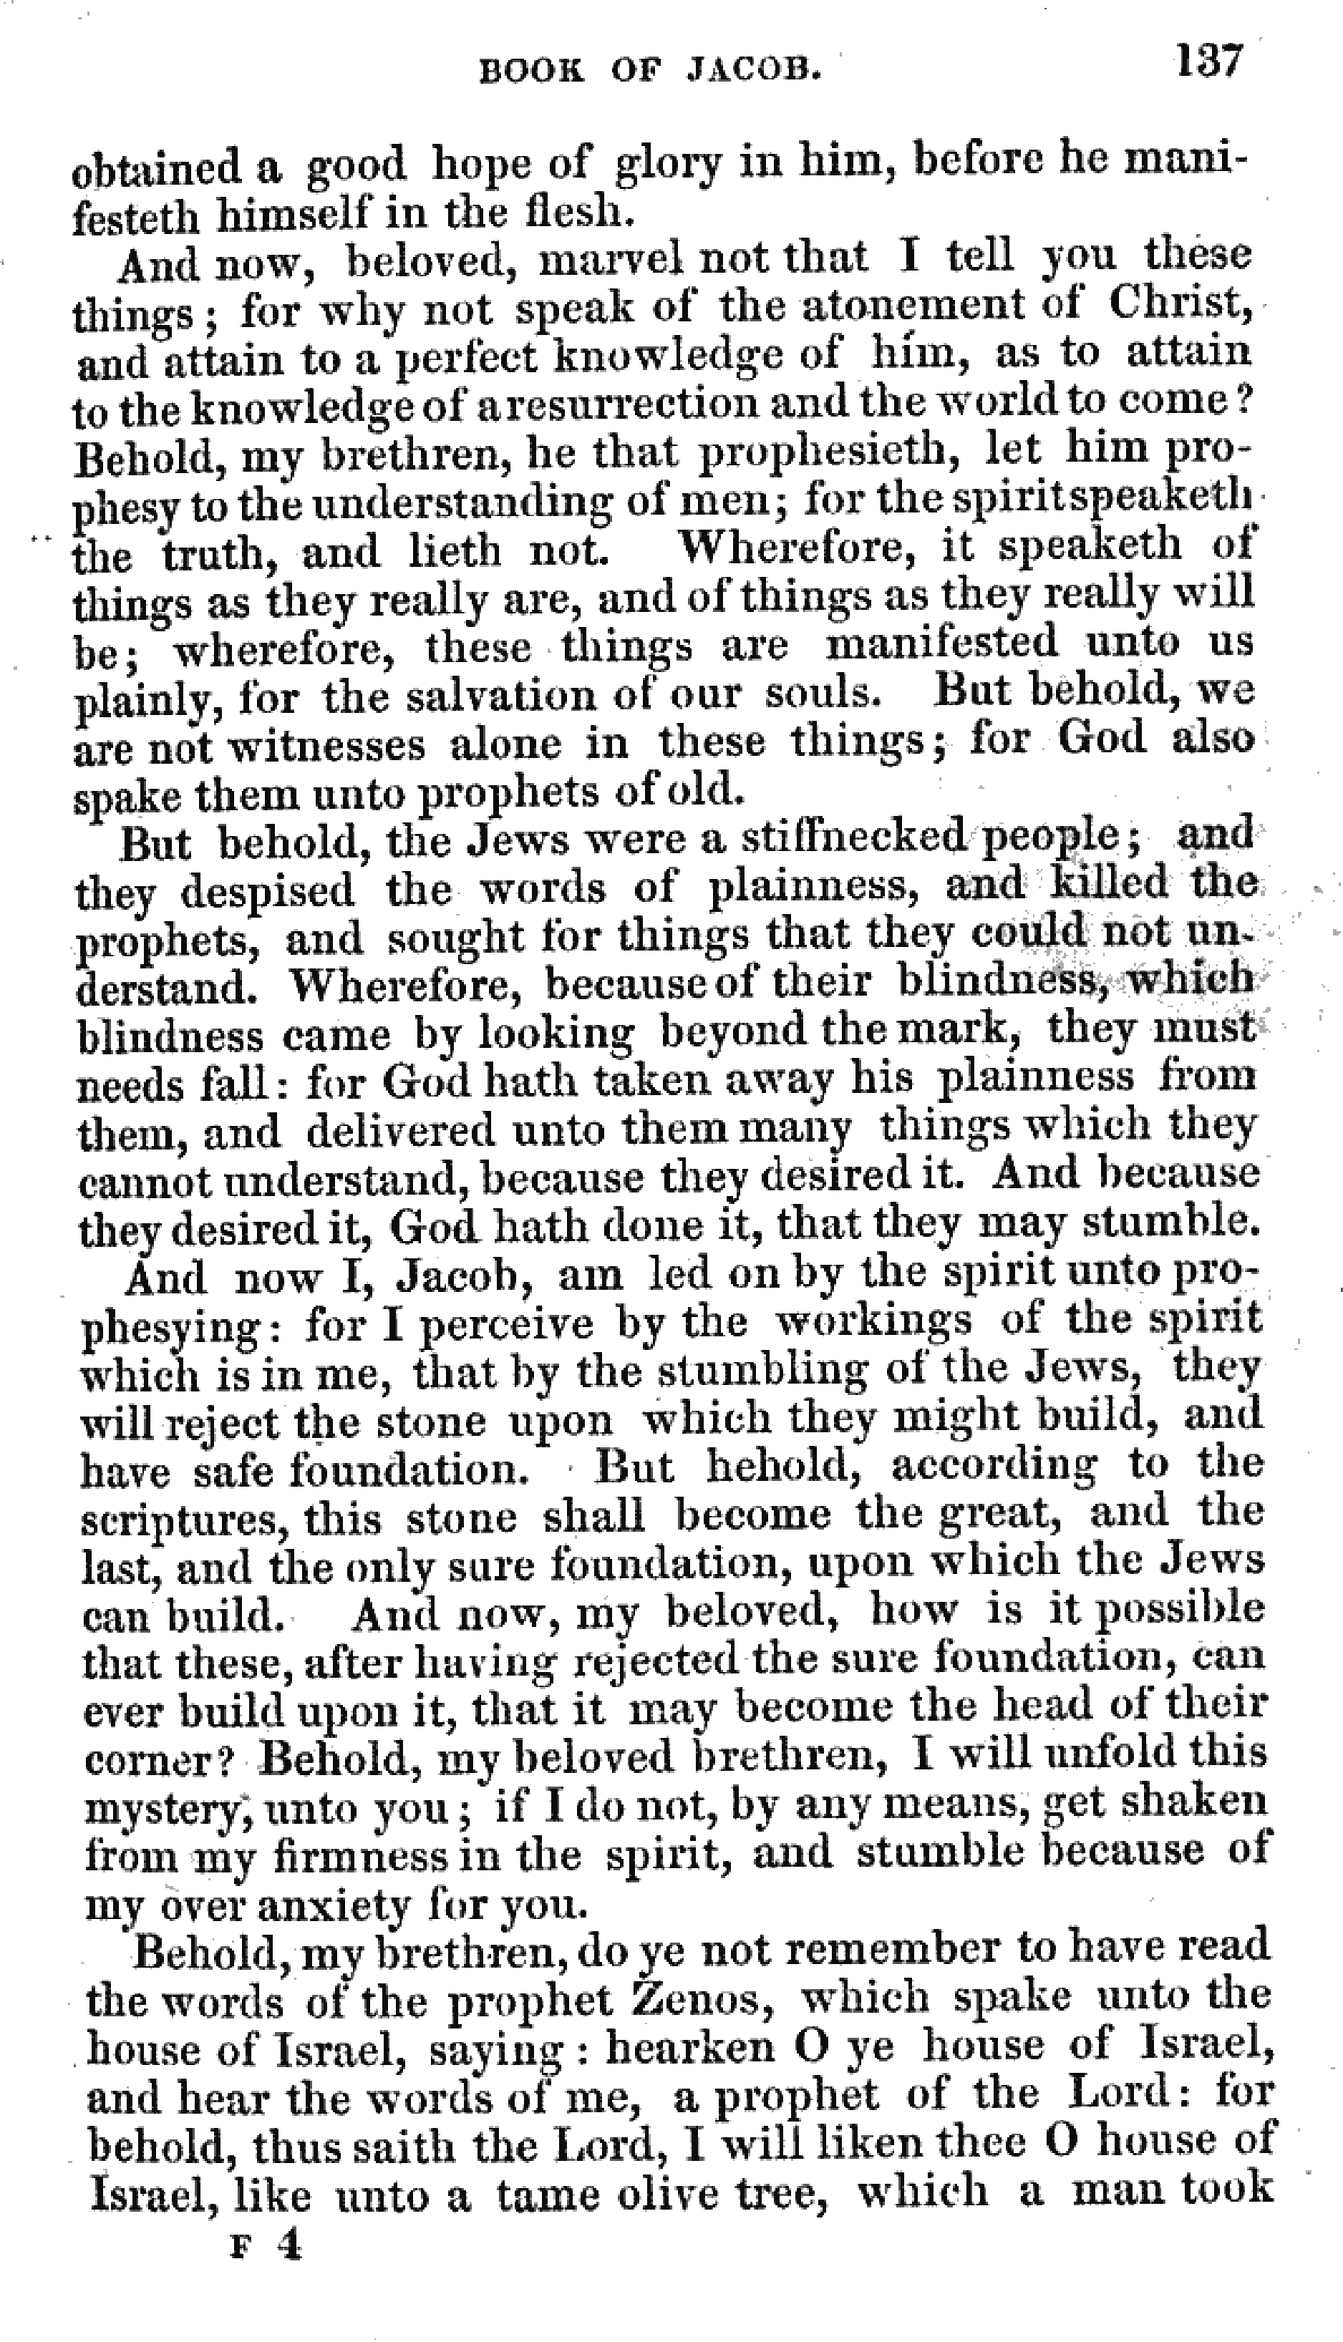 BOOK OF JACOB. 137
obtained a good hope of glory in him, before he mani-
festeth himself in the flesh.
And now, beloved, marvel not that I tell you these
things; for why not speak of the atonement of Christ,
and attain to a perfect knowledge of him, as to attain
to the knowledge of a resurrection and the world to come?
Behold, my brethren, he that prophesieth, let him pro-
phesy to the understanding of men; for the spirit speaketh
the truth, and lieth not. Wherefore, it speaketh of
things as they really are, and of things as they really will
be; wherefore, these things are manifested unto us
plainly, for the salvation of our souls. But behold, we
are not witnesses alone in these things; for God also
spake them unto prophets of old.
But behold, the Jews were a stiffnecked people; and
they despised the words of plainness, and killed the
prophets, and sought for things that they could not un-
derstand. Wherefore, because of their blindness, which
blindness came by looking beyond the mark, they must
needs fall: for God hath taken away his plainness from
them, and delivered unto them many things which they
cannot understand, because they desired it. And because
they desired it, God hath done it, that they may stumble.
And now I, Jacob, am led on by the spirit unto pro-
phesying: for I perceive by the workings of the spirit
which is in me, that by the stumbling of the Jews, they
will reject the stone upon which they might build, and
have safe foundation. But hehold, according to the
scriptures, this stone shall become the great, and the
last, and the only sure foundation, upon which the Jews
can build. And now, my beloved, how is it possible
that these, after having rejected the sure foundation, can
ever build upon it, that it may become the head of their
corner? Behold, my beloved brethren, I will unfold this
mystery, unto you; if I do not, by any means, get shaken
from my firmness in the spirit, and stumble because of
my over anxiety for you.
Behold, my brethren, do ye not remember to have read
the words of the prophet Zenos, which spake unto the
house of Israel, saying: hearken O ye house of Israel,
and hear the words of me, a prophet of the Lord: for
behold, thus saith the Lord, I will liken thee O house of
Israel, like unto a tame olive tree, which a man took
F 4